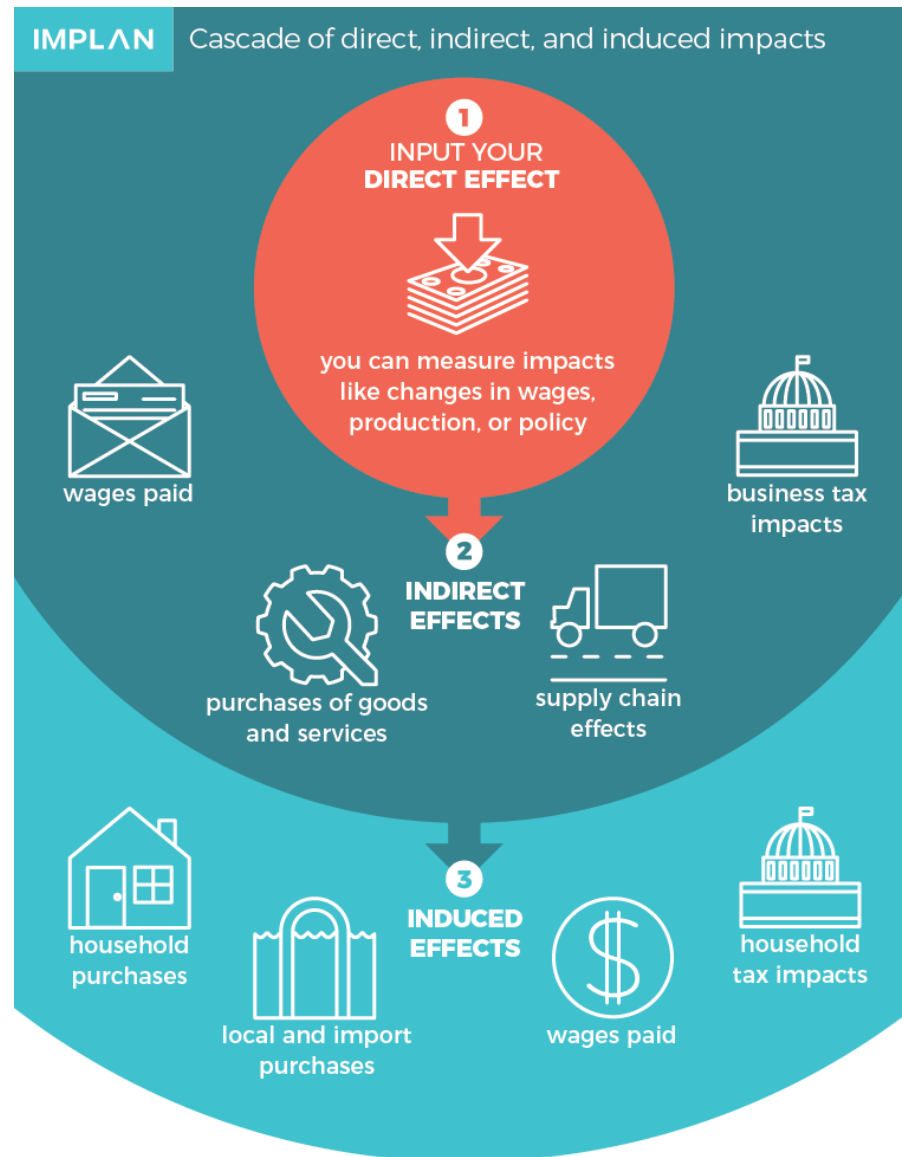 IMPLAN
Cascade of direct, indirect, and induced impacts
1
INPUT YOUR
DIRECT EFFECT
you can measure impacts
like changes in wages,
production, or policy
wages paid
business tax
impacts
2
INDIRECT
EFFECTS
purchases of goods
and services
supply chain
effects
3
INDUCED
EFFECTS
household
purchases
local and import
purchases
$
wages paid
household
tax impacts